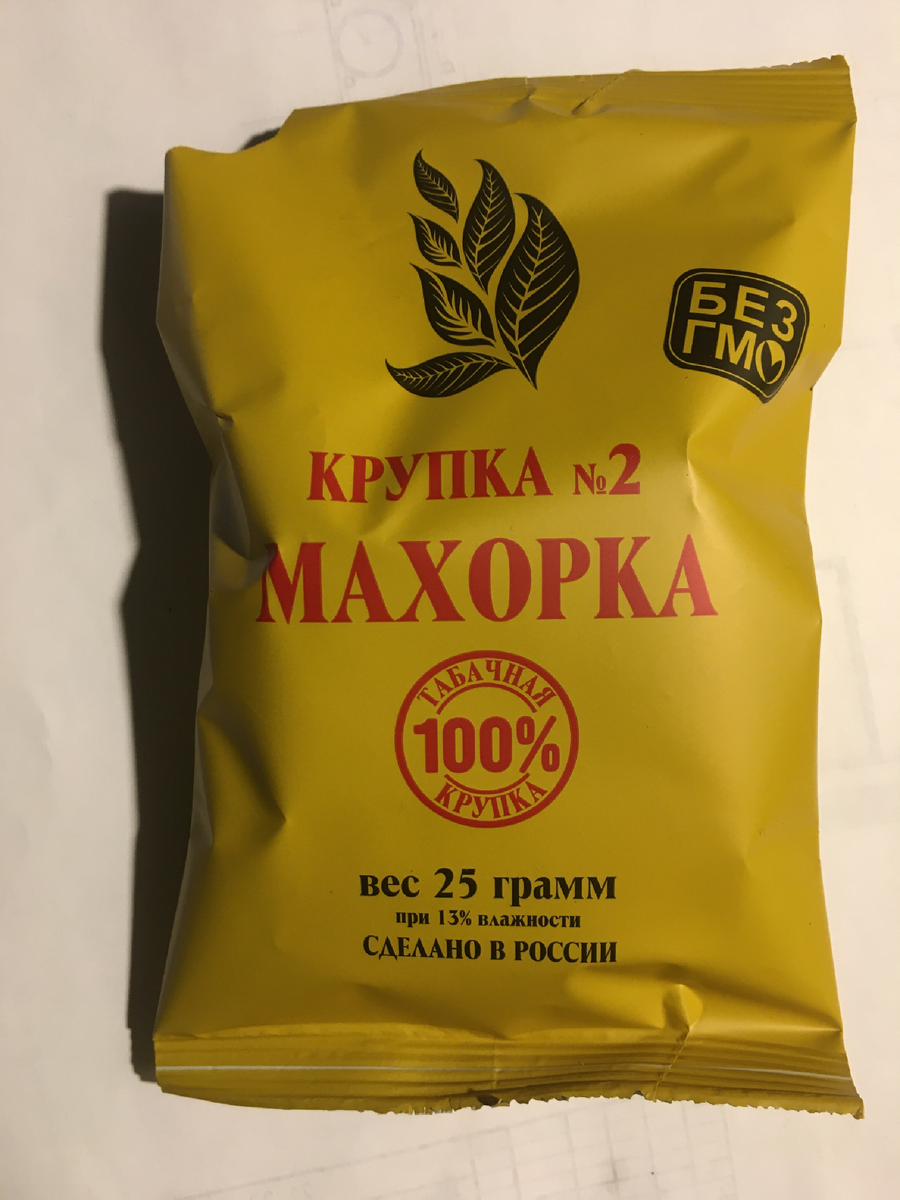 БЕЗ
ГМО
КРУПКА №2
МАХОРКА
ТАБАЧНАЯ
100%
КРУПКА
вес 25 грамм
при 13% влажности
СДЕЛАНО В РОССИИ